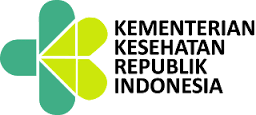 KEMENTERIAN
KESEHATAN
REPUBLIK
INDONESIA